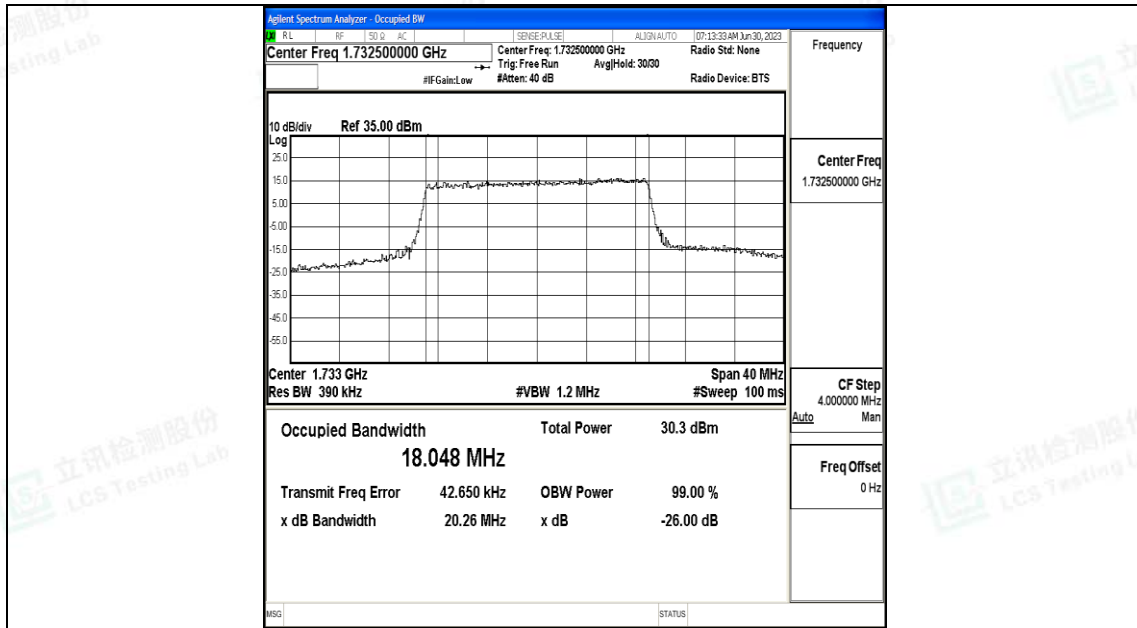 Agilent Spectrum Analyzer - Occupied BW
LXI RL RF 50 Ω AC SENSE:PULSE ALIGNAUTO 07:13:33 AM Jun 30, 2023
Center Freq 1.732500000 GHz
Center Freq: 1.732500000 GHz Radio Std: None
Trig: Free Run Avg|Hold: 30/30
#IFGain:Low #Atten: 40 dB Radio Device: BTS
10 dB/div Ref 35.00 dBm
Log
25.0
15.0
5.00
-5.00
-15.0
-25.0
-35.0
-45.0
-55.0
Center 1.733 GHz Span 40 MHz
Res BW 390 kHz #VBW 1.2 MHz #Sweep 100 ms
Occupied Bandwidth Total Power 30.3 dBm
18.048 MHz
Transmit Freq Error 42.650 kHz OBW Power 99.00 %
x dB Bandwidth 20.26 MHz x dB -26.00 dB
MSG STATUS
Frequency
Center Freq
1.732500000 GHz
CF Step
4.000000 MHz
Auto Man
Freq Offset
0 Hz
立讯检测股份
LCS Testing Lab
立讯检测股份
LCS Testing L